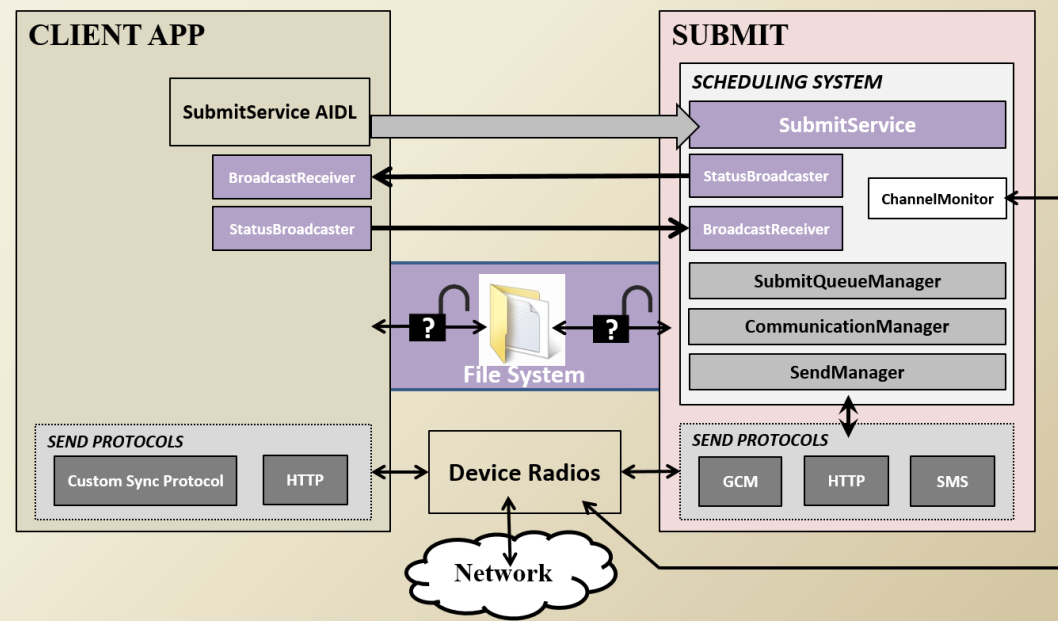 CLIENT APP
SubmitService AIDL
BroadcastReceiver
StatusBroadcaster
SEND PROTOCOLS
Custom Sync Protocol
HTTP
?
?
File System
Device Radios
Network
SUBMIT
SCHEDULING SYSTEM
SubmitService
StatusBroadcaster
ChannelMonitor
BroadcastReceiver
SubmitQueueManager
CommunicationManager
SendManager
SEND PROTOCOLS
GCM
HTTP
SMS